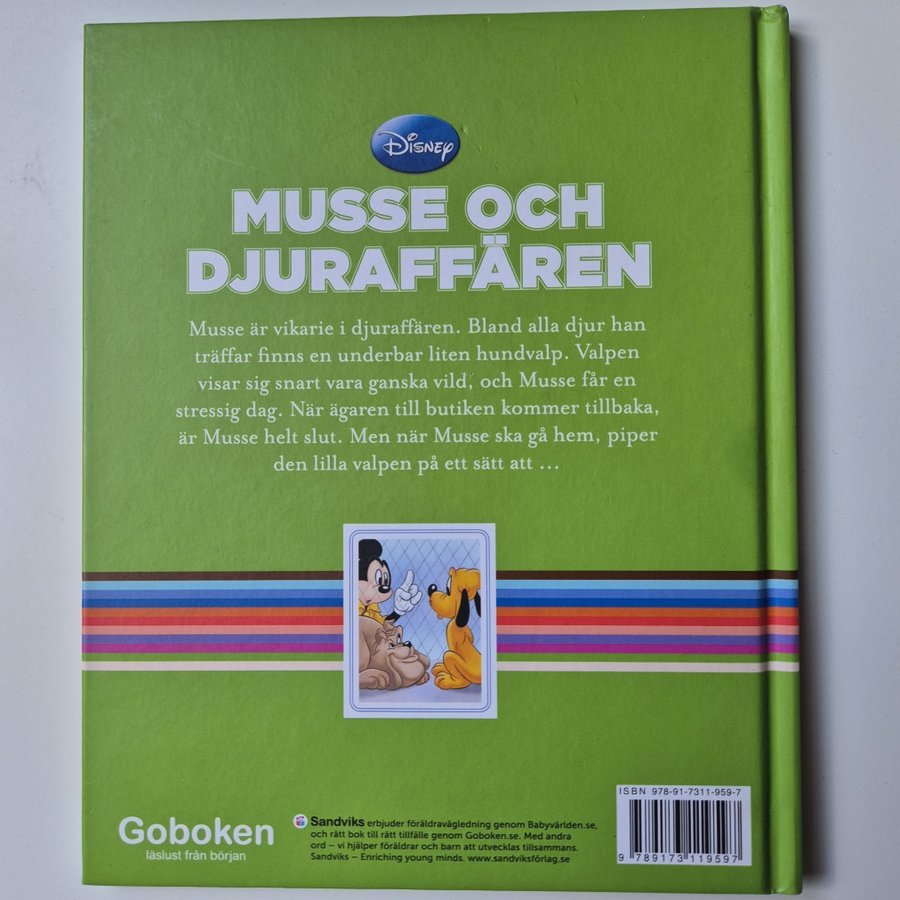 Disney
MUSSE OCH
DJURAFFÄREN
Musse är vikarie i djuraffären. Bland alla djur han
träffar finns en underbar liten hundvalp. Valpen
visar sig snart vara ganska vild, och Musse får en
stressig dag. När ägaren till butiken kommer tillbaka,
är Musse helt slut. Men när Musse ska gå hem, piper
den lilla valpen på ett sätt att ...
ISBN 978-91-7311-959-7
Goboken
läslust från början
Sandviks erbjuder föräldravägledning genom Babyvärlden.se,
och rätt bok till rätt tillfälle genom Goboken.se. Med andra
ord – vi hjälper föräldrar och barn att utvecklas tillsammans.
Sandviks – Enriching young minds. www.sandviksförlag.se
9 789173 119597